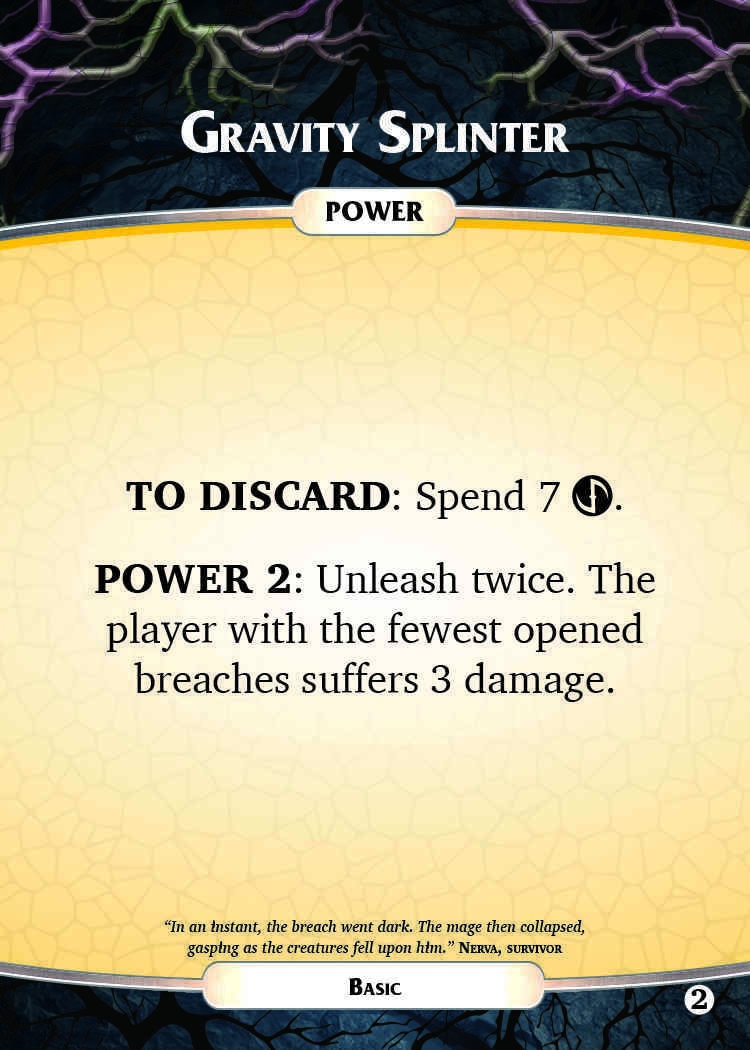 Gravity Splinter
POWER
TO DISCARD: Spend 7 .
POWER 2: Unleash twice. The
player with the fewest opened
breaches suffers 3 damage.
“In an instant, the breach went dark. The mage then collapsed,
gasping as the creatures fell upon him.” Nerva, survivor
Basic
2